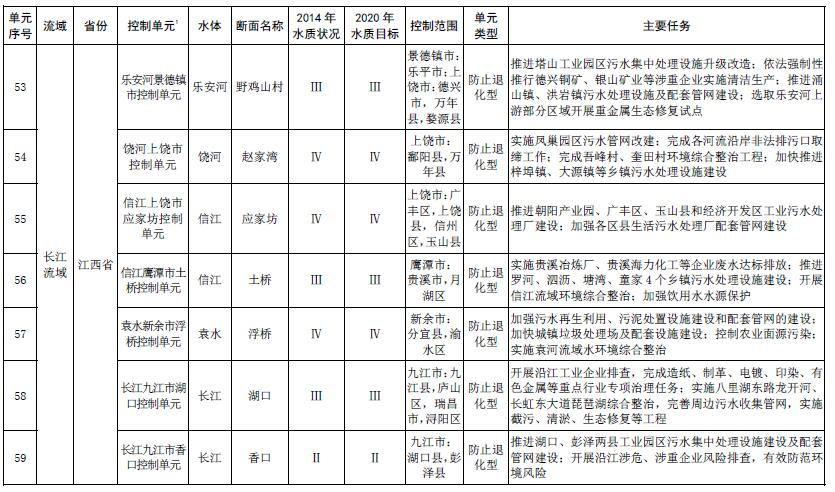 单元
序号
流域
省份
控制单元¹
水体
断面名称
2014 年
水质状况
2020 年
水质目标
控制范围
单元
类型
主要任务
长江
流域
江西省
53
乐安河景德镇
市控制单元
乐安河
野鸡山村
III
III
景德镇市：
乐平市；上
饶市：德兴
市，万年
县，婺源县
防止退
化型
推进塔山工业园区污水集中处理设施升级改造；依法强制性
推行德兴铜矿、银山矿业等涉重企业实施清洁生产；推进涌
山镇、洪岩镇污水处理设施及配套管网建设；选取乐安河上
游部分区域开展重金属生态修复试点
54
饶河上饶市
控制单元
饶河
赵家湾
IV
IV
上饶市：
鄱阳县，万
年县
防止退
化型
实施凤巢园区污水管网改建；完成各河流沿岸非法排污口取
缔工作；完成吾峰村、奎田村环境综合整治工程；加快推进
梓埠镇、大源镇等乡镇污水处理设施建设
55
信江上饶市
应家坊控制
单元
信江
应家坊
IV
IV
上饶市：广
丰区，上饶
县，信州
区，玉山县
防止退
化型
推进朝阳产业园、广丰区、玉山县和经济开发区工业污水处
理厂建设；加强各区县生活污水处理厂配套管网建设
56
信江鹰潭市土
桥控制单元
信江
土桥
III
III
鹰潭市：
贵溪市，月
湖区
防止退
化型
实施贵溪冶炼厂、贵溪海力化工等企业废水达标排放；推进
罗河、泗沥、塘湾、童家 4 个乡镇污水处理设施建设；开展
信江流域环境综合整治；加强饮用水水源保护
57
袁水新余市浮
桥控制单元
袁水
浮桥
IV
IV
新余市：
分宜县，渝
水区
防止退
化型
加强污水再生利用、污泥处置设施建设和配套管网的建设；
加快城镇垃圾处理场及配套设施建设；控制农业面源污染；
实施袁河流域水环境综合整治
58
长江九江市湖
口控制单元
长江
湖口
III
III
九江市：九
江县，庐山
区，瑞昌
市，浔阳区
防止退
化型
开展沿江工业企业排查，完成造纸、制革、电镀、印染、有
色金属等重点行业专项治理任务；实施八里湖东路龙开河、
长虹东大道琵琶湖综合整治，完善周边污水收集管网，实施
截污、清淤、生态修复等工程
59
长江九江市香
口控制单元
长江
香口
II
II
九江市：
湖口县，彭
泽县
防止退
化型
推进湖口、彭泽两县工业园区污水集中处理设施建设及配套
管网建设；开展沿江涉危、涉重企业风险排查，有效防范环
境风险